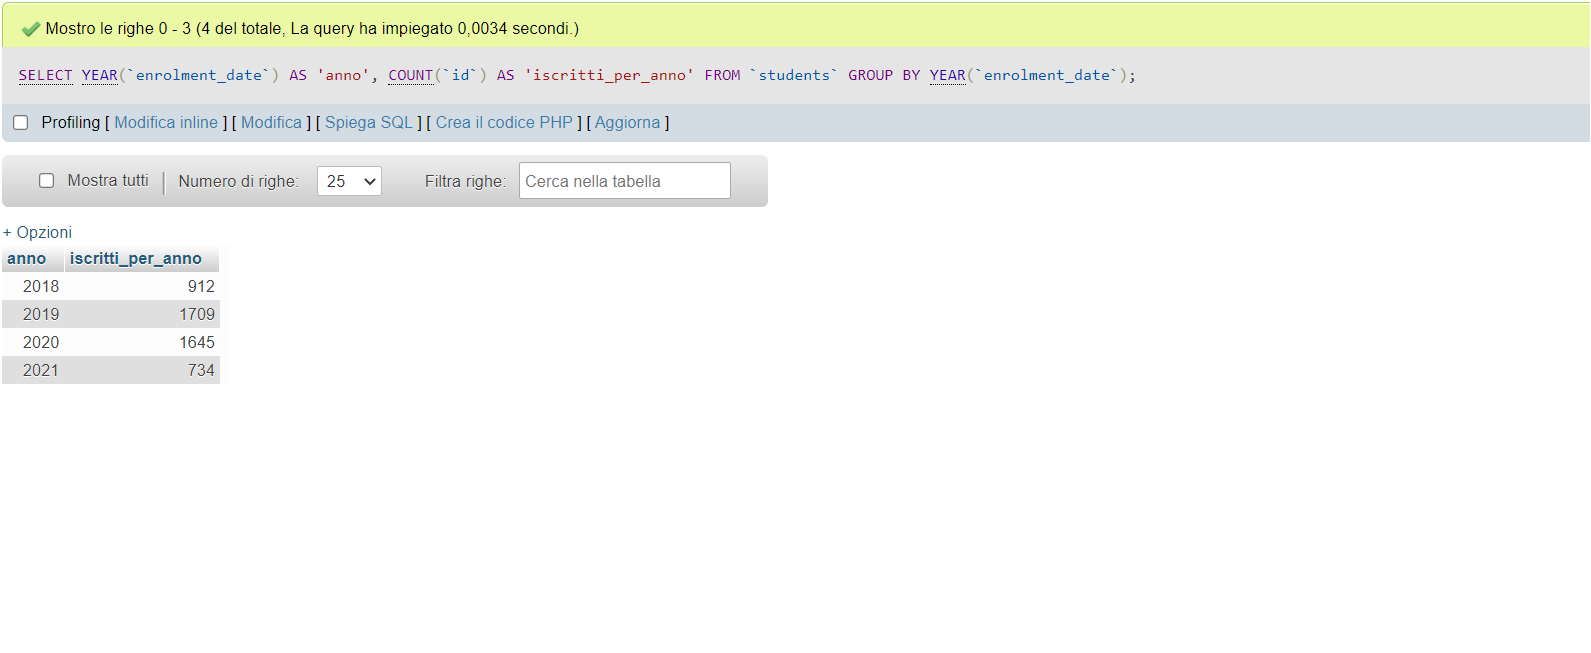 Mostro le righe 0 - 3 (4 del totale, La query ha impiegato 0,0034 secondi.)
SELECT YEAR(`enrolment_date`) AS 'anno', COUNT(`id`) AS 'iscritti_per_anno' FROM `students` GROUP BY YEAR(`enrolment_date`);
Profiling [ Modifica inline ] [ Modifica ] [ Spiega SQL ] [ Crea il codice PHP ] [ Aggiorna ]
Mostra tutti | Numero di righe: 25 Filtra righe: Cerca nella tabella
+ Opzioni
anno iscritti_per_anno
2018 912
2019 1709
2020 1645
2021 734